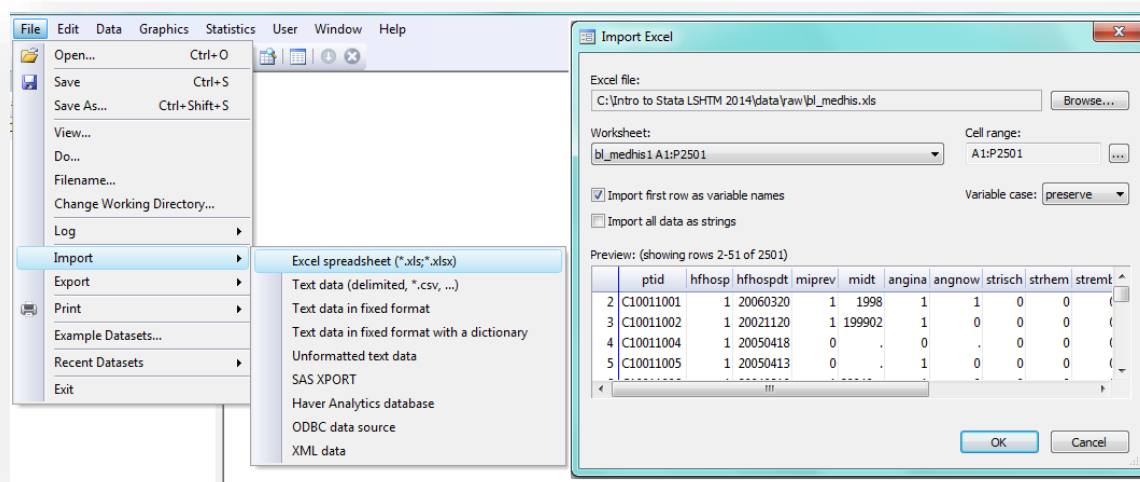 File Edit Data Graphics Statistics User Window Help
Open... Ctrl+O
Save Ctrl+S
Save As... Ctrl+Shift+S
View...
Do...
Filename...
Change Working Directory...
Log
Import
Export
Print
Example Datasets...
Recent Datasets
Exit
Excel spreadsheet (*.xls;*.xlsx)
Text data (delimited, *.csv, ...)
Text data in fixed format
Text data in fixed format with a dictionary
Unformatted text data
SAS XPORT
Haver Analytics database
ODBC data source
XML data
Import Excel
Excel file:
C:\Intro to Stata LSHTM 2014\data\raw\bl_medhis.xls Browse...
Worksheet: Cell range:
bl_medhis1 A1:P2501 A1:P2501 ...
Import first row as variable names Variable case: preserve
Import all data as strings
Preview: (showing rows 2-51 of 2501)
ptid hfhosp hfhospdt miprev midt angina angnow strisch strhem
2 C10011001 1 20060320 1 1998 1 1 0 0
3 C10011002 1 20021120 1 199902 1 0 0 0
4 C10011004 1 20050418 0 . 0 . 0 0
5 C10011005 1 20050413 0 . 1 0 0 0
OK Cancel